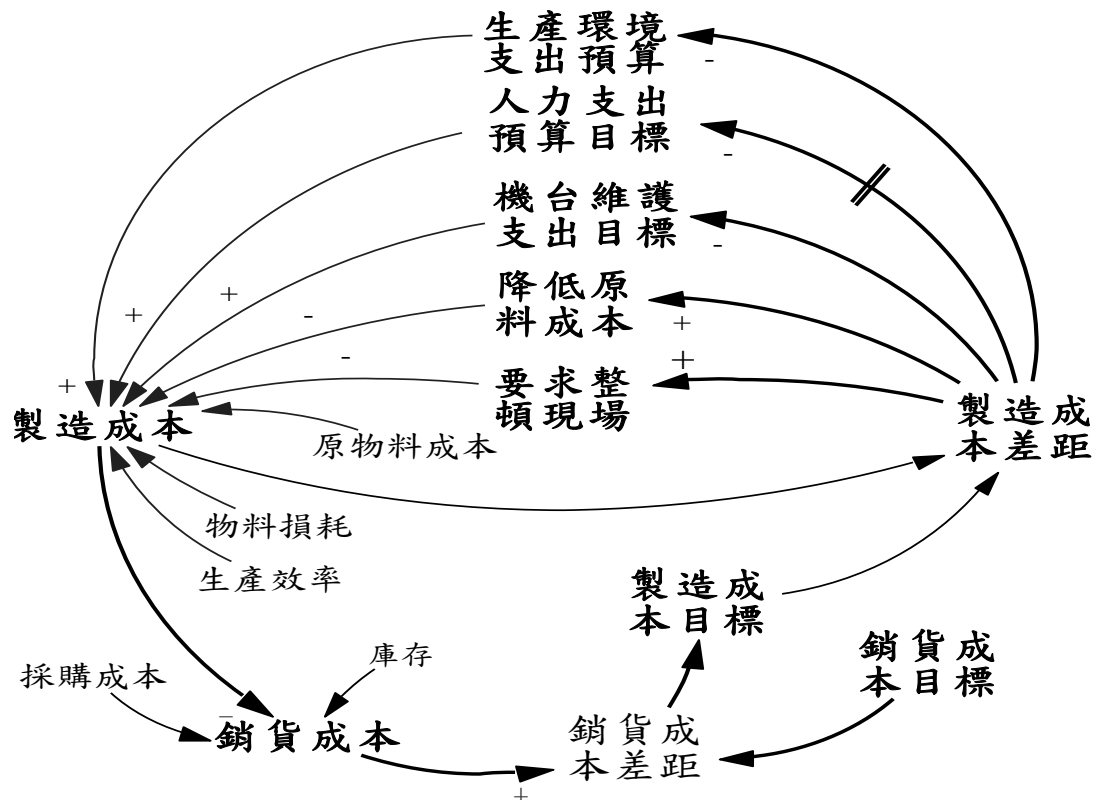 生產環境
支出預算
-
人力支出
預算目標
-
機台維護
支出目標
-
+
+
-
降低原
料成本
+
-
+
要求整
頓現場
+
製造成本
製造成
本差距
原物料成本
物料損耗
生產效率
製造成
本目標
銷貨成
本目標
庫存
採購成本
-
銷貨成本
銷貨成
本差距
+